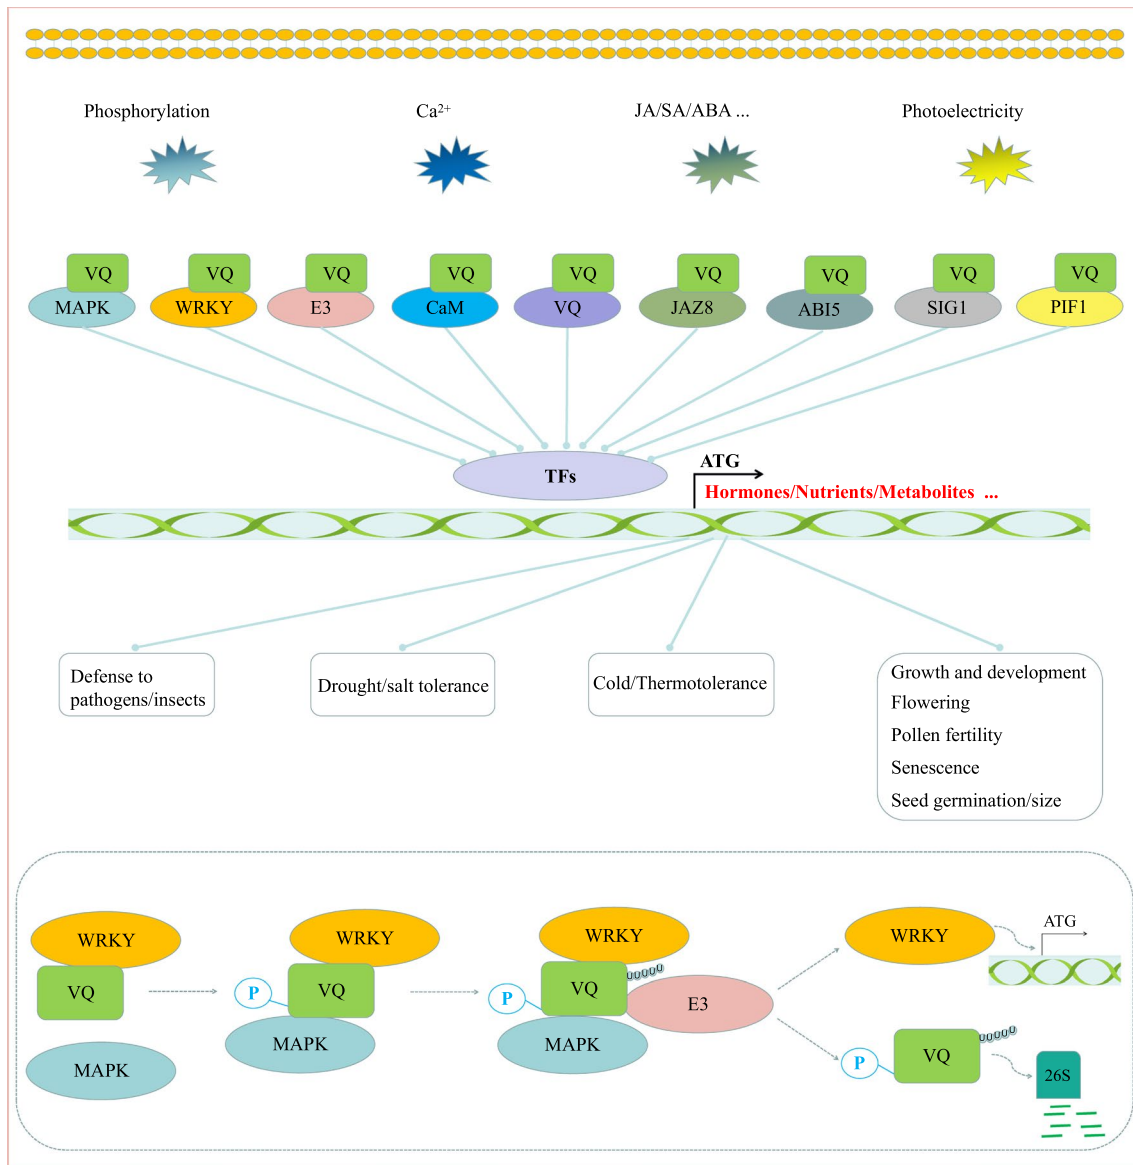 Phosphorylation
Ca²⁺
JA/SA/ABA ...
Photoelectricity
VQ
VQ
VQ
VQ
VQ
VQ
VQ
VQ
VQ
MAPK
WRKY
E3
CaM
VQ
JAZ8
ABI5
SIG1
PIF1
TFs
ATG
Hormones/Nutrients/Metabolites ...
Defense to
pathogens/insects
Drought/salt tolerance
Cold/Thermotolerance
Growth and development
Flowering
Pollen fertility
Senescence
Seed germination/size
WRKY
VQ
MAPK
WRKY
P
VQ
MAPK
WRKY
P
VQ
UUUUU
MAPK
E3
WRKY
ATG
P
VQ
UUUUU
26S